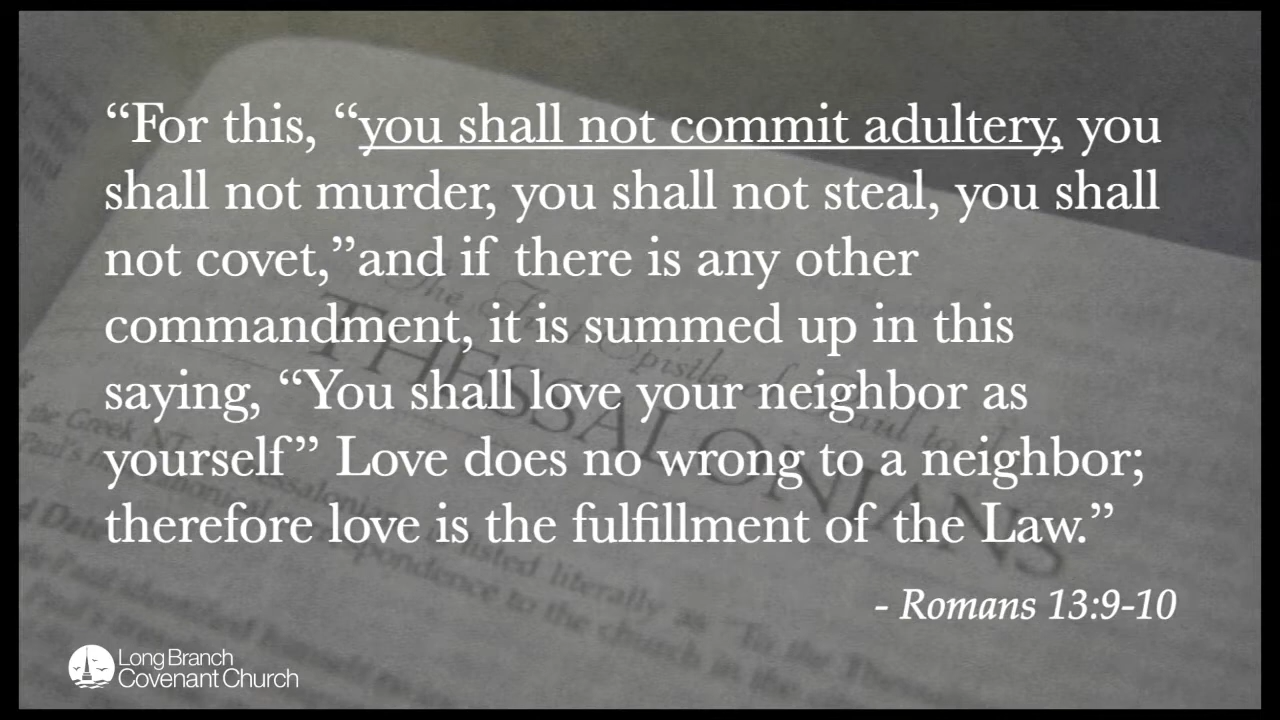 “For this, “you shall not commit adultery, you
shall not murder, you shall not steal, you shall
not covet,”and if there is any other
commandment, it is summed up in this
saying, “You shall love your neighbor as
yourself” Love does no wrong to a neighbor;
therefore love is the fulfillment of the Law.”
- Romans 13:9-10
Long Branch
Covenant Church
THESSALONIANS